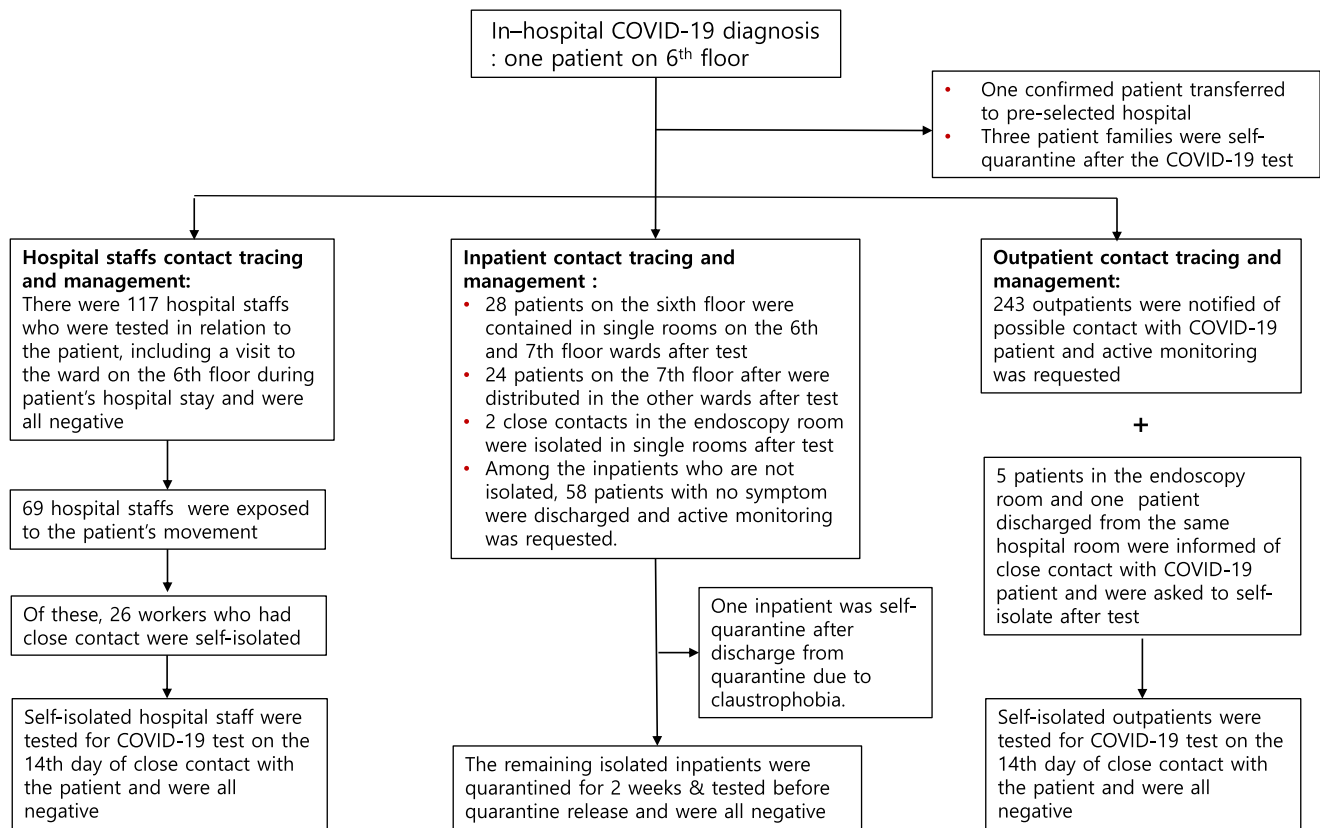 In–hospital COVID-19 diagnosis
: one patient on 6th floor
• One confirmed patient transferred
to pre-selected hospital
• Three patient families were self-
quarantine after the COVID-19 test
Hospital staffs contact tracing
and management:
There were 117 hospital staffs
who were tested in relation to
the patient, including a visit to
the ward on the 6th floor during
patient's hospital stay and were
all negative
69 hospital staffs were exposed
to the patient's movement
Of these, 26 workers who had
close contact were self-isolated
Self-isolated hospital staff were
tested for COVID-19 test on the
14th day of close contact with
the patient and were all
negative
Inpatient contact tracing and
management :
• 28 patients on the sixth floor were
contained in single rooms on the 6th
and 7th floor wards after test
• 24 patients on the 7th floor after were
distributed in the other wards after test
• 2 close contacts in the endoscopy room
were isolated in single rooms after test
• Among the inpatients who are not
isolated, 58 patients with no symptom
were discharged and active monitoring
was requested.
One inpatient was self-
quarantine after
discharge from
quarantine due to
claustrophobia.
The remaining isolated inpatients were
quarantined for 2 weeks & tested before
quarantine release and were all negative
Outpatient contact tracing and
management:
243 outpatients were notified of
possible contact with COVID-19
patient and active monitoring
was requested
+
5 patients in the endoscopy
room and one patient
discharged from the same
hospital room were informed of
close contact with COVID-19
patient and were asked to self-
isolate after test
Self-isolated outpatients were
tested for COVID-19 test on the
14th day of close contact with
the patient and were all
negative